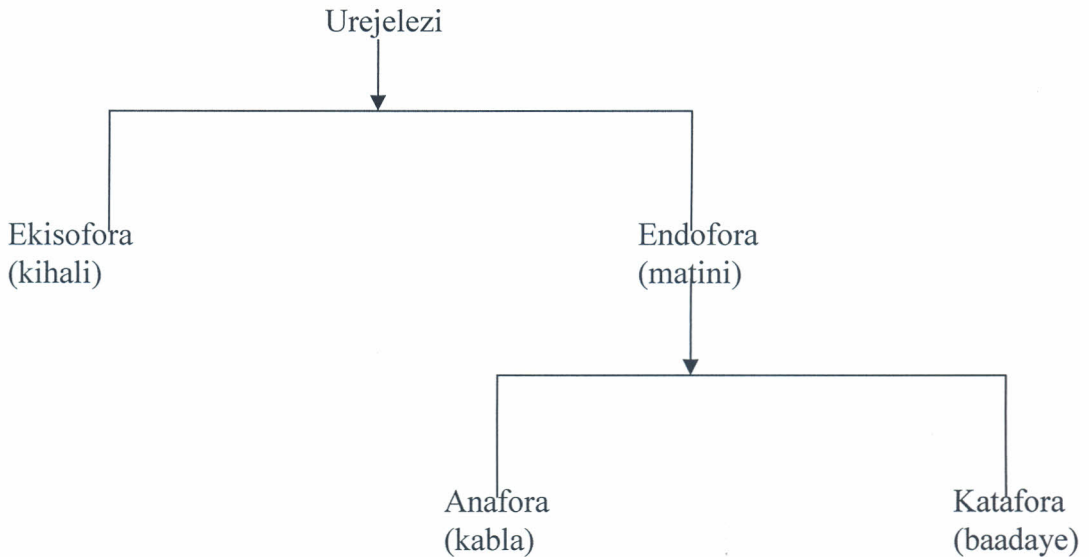 Urejelezi
Ekisofora
(kihali)
Endofora
(matini)
Anafora
(kabla)
Katafora
(baadaye)